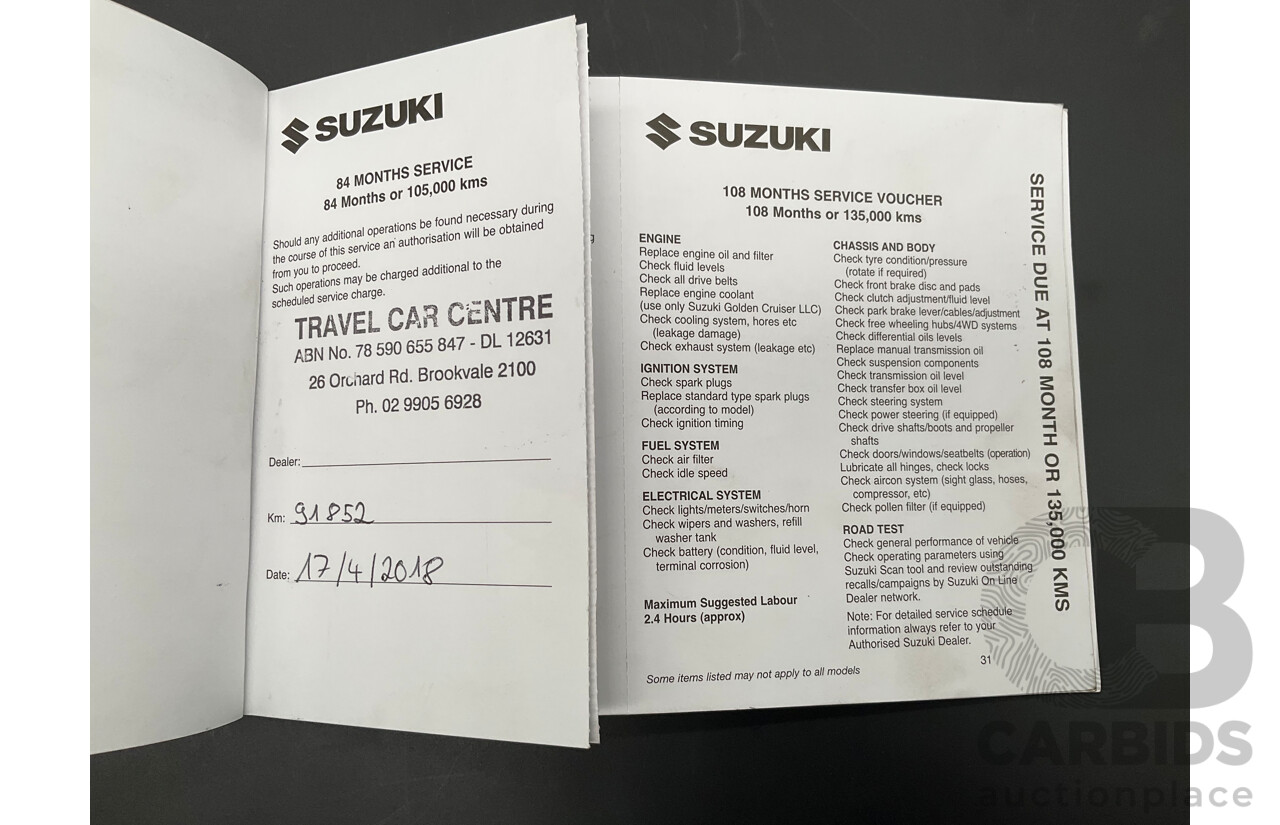 SUZUKI
84 MONTHS SERVICE
84 Months or 105,000 kms
Should any additional operations be found necessary during
the course of this service an authorisation will be obtained
from you to proceed.
Such operations may be charged additional to the
scheduled service charge.
TRAVEL CAR CENTRE
ABN No. 78 590 655 847 - DL 12631
26 Orchard Rd. Brookvale 2100
Ph. 02 9905 6928
Dealer:
Km: 91852
Date: 17/4/2018
SUZUKI
108 MONTHS SERVICE VOUCHER
108 Months or 135,000 kms
ENGINE
Replace engine oil and filter
Check fluid levels
Check all drive belts
Replace engine coolant
(use only Suzuki Golden Cruiser LLC)
Check cooling system, hores etc
(leakage damage)
Check exhaust system (leakage etc)
IGNITION SYSTEM
Check spark plugs
Replace standard type spark plugs
(according to model)
Check ignition timing
FUEL SYSTEM
Check air filter
Check idle speed
ELECTRICAL SYSTEM
Check lights/meters/switches/horn
Check wipers and washers, refill
washer tank
Check battery (condition, fluid level,
terminal corrosion)
Maximum Suggested Labour
2.4 Hours (approx)
Some items listed may not apply to all models
CHASSIS AND BODY
Check tyre condition/pressure
(rotate if required)
Check front brake disc and pads
Check clutch adjustment/fluid level
Check park brake lever/cables/adjustment
Check free wheeling hubs/4WD systems
Check differential oils levels
Replace manual transmission oil
Check suspension components
Check transmission oil level
Check transfer box oil level
Check steering system
Check power steering (if equipped)
Check drive shafts/boots and propeller
shafts
Check doors/windows/seatbelts (operation)
Lubricate all hinges, check locks
Check aircon system (sight glass, hoses,
compressor, etc)
Check pollen filter (if equipped)
ROAD TEST
Check general performance of vehicle
Check operating parameters using
Suzuki Scan tool and review outstanding
recalls/campaigns by Suzuki On Line
Dealer network.
Note: For detailed service schedule
information always refer to your
Authorised Suzuki Dealer.
31
SERVICE DUE AT 108 MONTH OR 135,000 KMS
CARBIDS
auctionplace